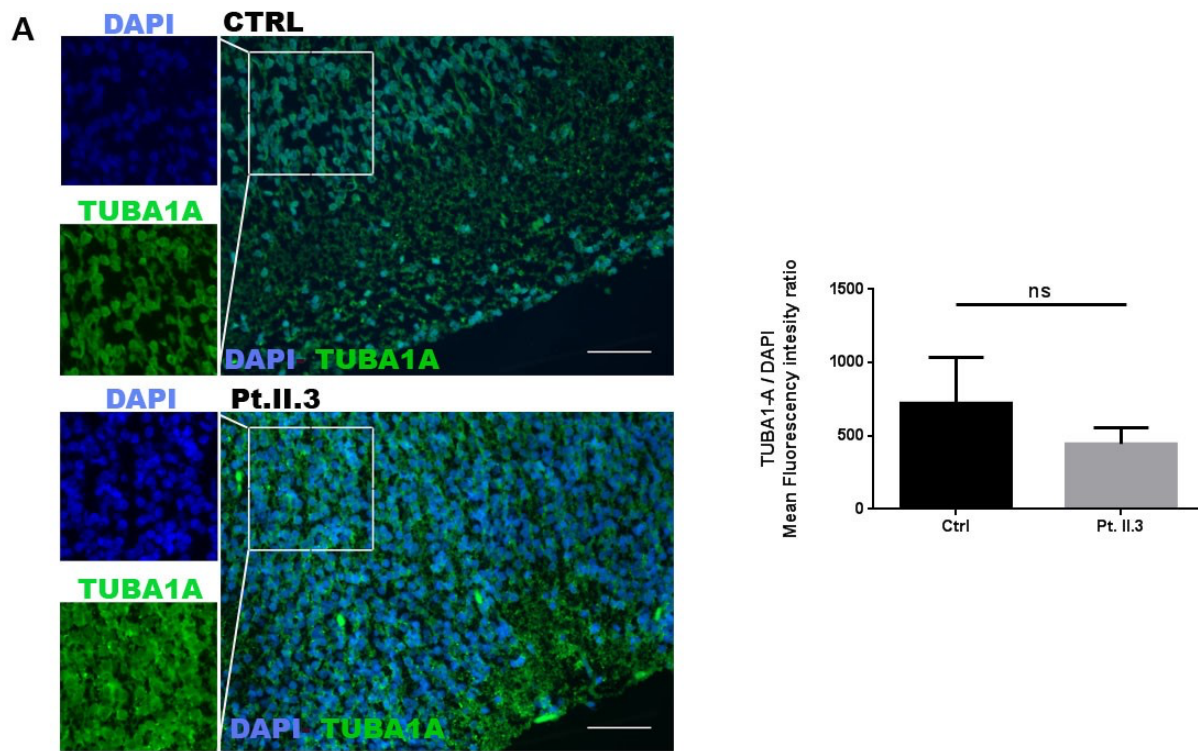 A
DAPI
CTRL
TUBA1A
DAPI TUBA1A
DAPI
Pt.II.3
TUBA1A
DAPI TUBA1A
TUBA1-A / DAPI
Mean Fluorescency intesity ratio
1500
1000
500
0
ns
Ctrl
Pt. II.3